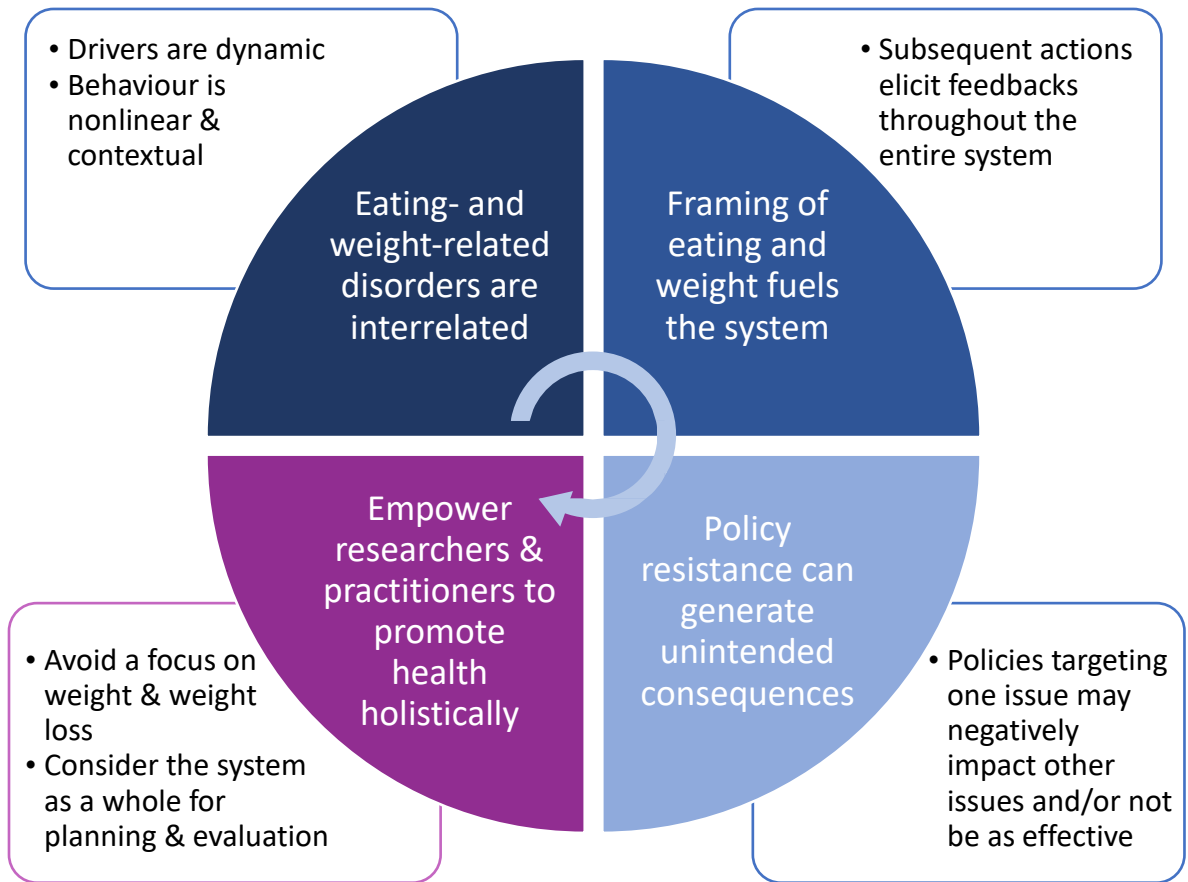 • Drivers are dynamic
• Behaviour is
nonlinear &
contextual
Eating- and
weight-related
disorders are
interrelated
• Subsequent actions
elicit feedbacks
throughout the
entire system
Framing of
eating and
weight fuels
the system
Policy
resistance can
generate
unintended
consequences
• Policies targeting
one issue may
negatively
impact other
issues and/or not
be as effective
Empower
researchers &
practitioners to
promote
health
holistically
• Avoid a focus on
weight & weight
loss
• Consider the system
as a whole for
planning & evaluation